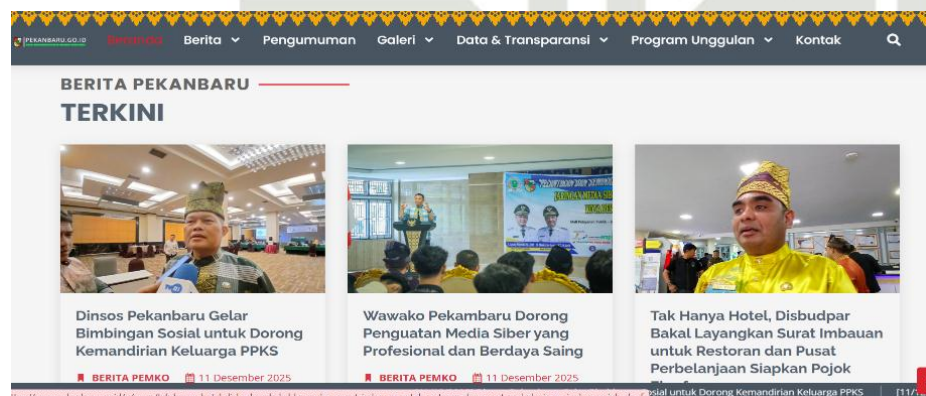 PEKANBARU.GO.ID Beranda Berita Pengumuman Galeri Data & Transparansi Program Unggulan Kontak
BERITA PEKANBARU
TERKINI
Dinsos Pekanbaru Gelar
Bimbingan Sosial untuk Dorong
Kemandirian Keluarga PPKS
BERITA PEMKO 11 Desember 2025
Wawako Pekambaru Dorong
Penguatan Media Siber yang
Profesional dan Berdaya Saing
BERITA PEMKO 11 Desember 2025
Tak Hanya Hotel, Disbudpar
Bakal Layangkan Surat Imbauan
untuk Restoran dan Pusat
Perbelanjaan Siapkan Pojok
sial untuk Dorong Kemandirian Keluarga PPKS [11/1